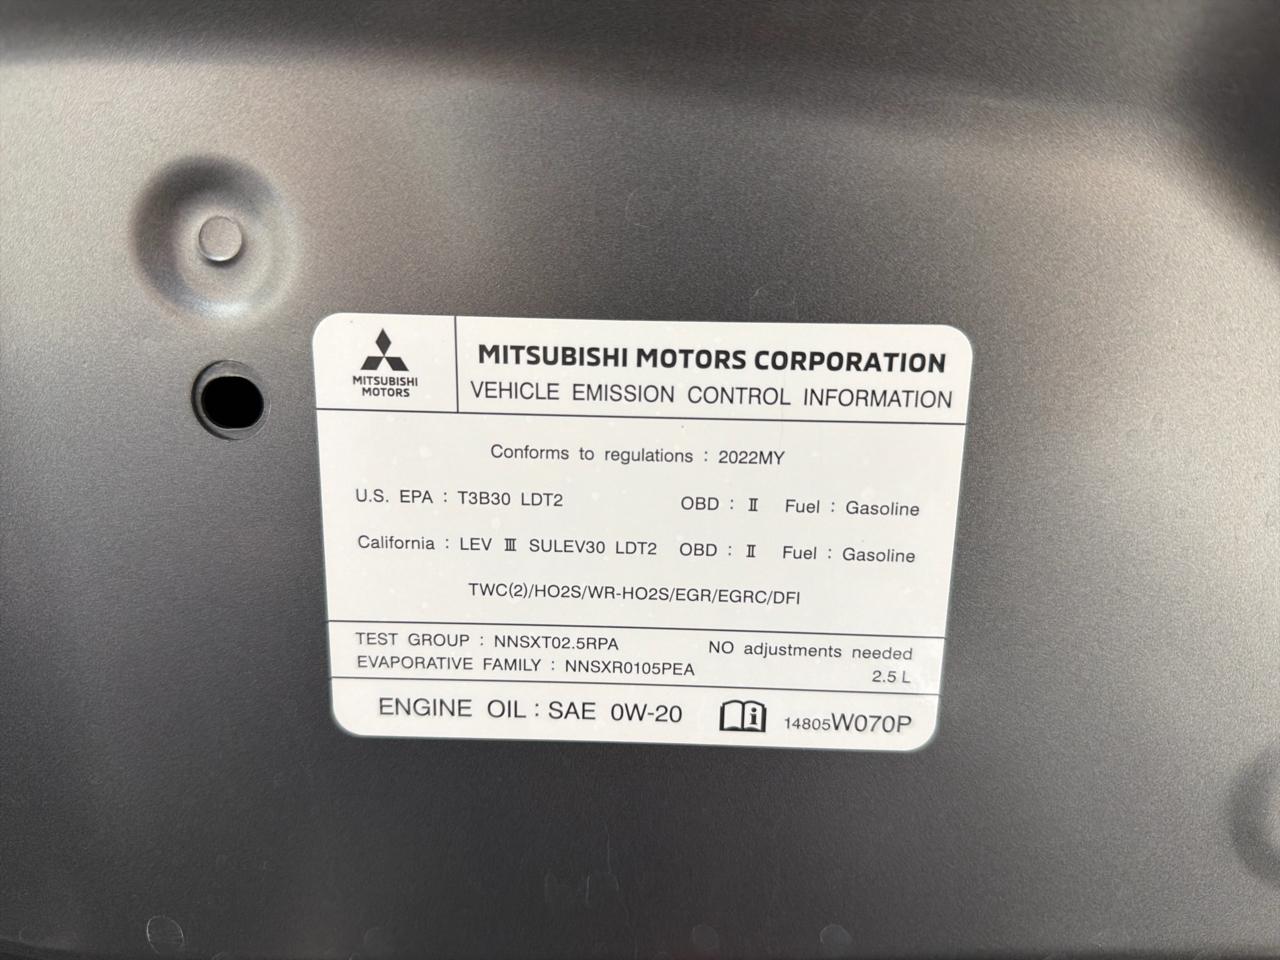 MITSUBISHI
MOTORS
MITSUBISHI MOTORS CORPORATION
VEHICLE EMISSION CONTROL INFORMATION
Conforms to regulations : 2022MY
U.S. EPA : T3B30 LDT2 OBD : Ⅱ Fuel : Gasoline
California : LEV Ⅲ SULEV30 LDT2 OBD : Ⅱ Fuel : Gasoline
TWC(2)/HO2S/WR-HO2S/EGR/EGRC/DFI
TEST GROUP : NNSXT02.5RPA NO adjustments needed
EVAPORATIVE FAMILY : NNSXR0105PEA 2.5 L
ENGINE OIL : SAE 0W-20 i 14805W070P